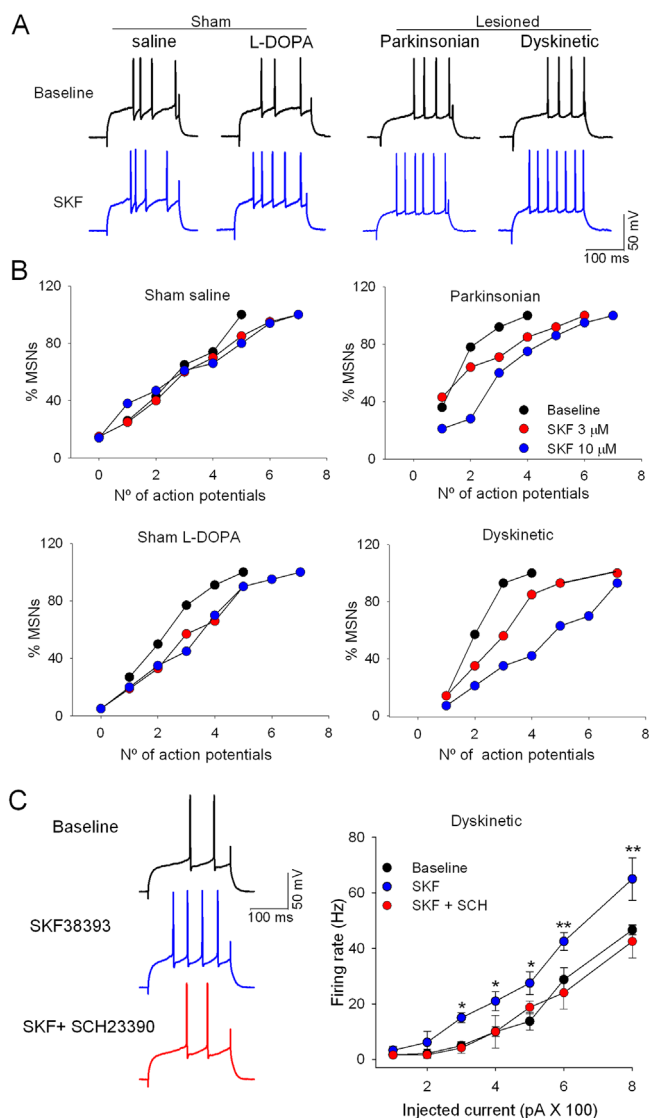 A
Sham
Lesioned
saline
L-DOPA
Parkinsonian
Dyskinetic
Baseline
SKF
50 mV
100 ms
B
Sham saline
120
80
40
0
% MSNs
0 2 4 6 8
Nº of action potentials
Parkinsonian
120
80
40
0
% MSNs
Baseline
SKF 3 μM
SKF 10 μM
0 2 4 6 8
Nº of action potentials
Sham L-DOPA
120
80
40
0
% MSNs
0 2 4 6 8
Nº of action potentials
Dyskinetic
120
80
40
0
% MSNs
0 2 4 6 8
Nº of action potentials
C
Baseline
50 mV
100 ms
SKF38393
SKF+ SCH23390
Dyskinetic
80
60
40
20
0
Firing rate (Hz)
Baseline
SKF
SKF + SCH
* * * ** **
2 4 6 8
Injected current (pA X 100)